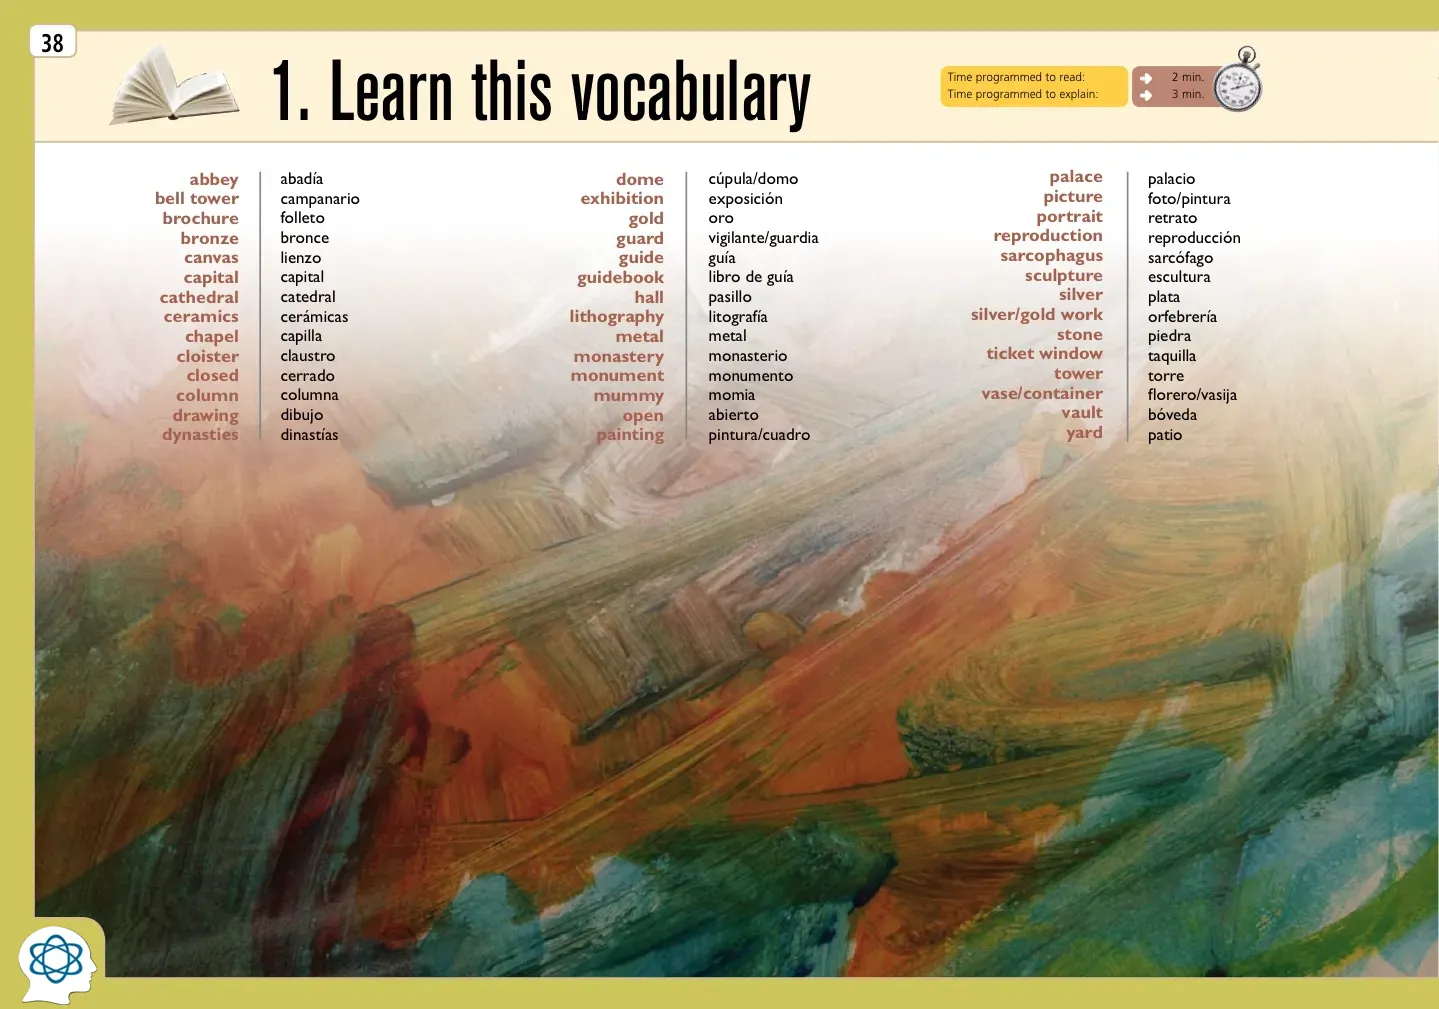 38
1. Learn this vocabulary
Time programmed to read: 2 min.
Time programmed to explain: 3 min.
abbey abadía
bell tower campanario
brochure folleto
bronze bronce
canvas lienzo
capital capital
cathedral catedral
ceramics cerámicas
chapel capilla
cloister claustro
closed cerrado
column columna
drawing dibujo
dynasties dinastías
dome cúpula/domo
exhibition exposición
gold oro
guard vigilante/guardia
guide guía
guidebook libro de guía
hall pasillo
lithography litografía
metal metal
monastery monasterio
monument monumento
mummy momia
open abierto
painting pintura/cuadro
palace palacio
picture foto/pintura
portrait retrato
reproduction reproducción
sarcophagus sarcófago
sculpture escultura
silver plata
silver/gold work orfebrería
stone piedra
ticket window taquilla
tower torre
vase/container florero/vasija
vault bóveda
yard patio